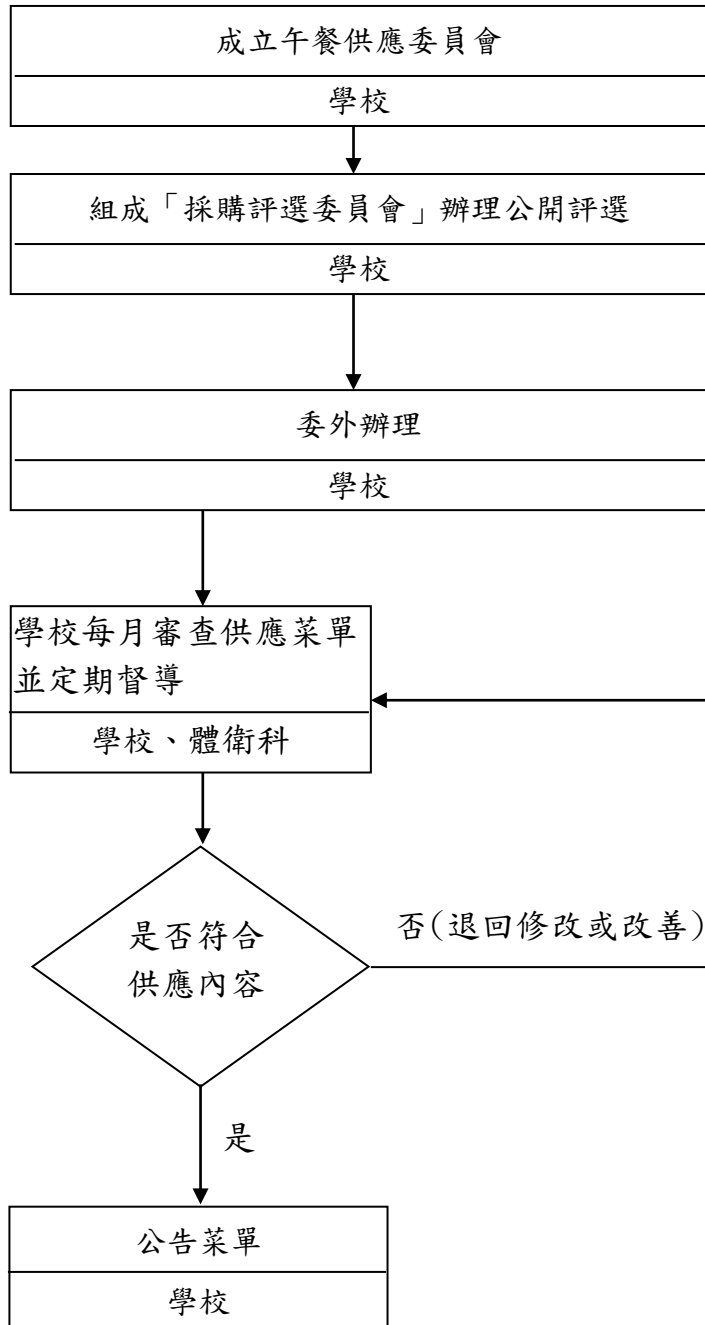 成立午餐供應委員會
學校
組成「採購評選委員會」辦理公開評選
學校
委外辦理
學校
學校每月審查供應菜單
並定期督導
學校、體衛科
是否符合
供應內容
否(退回修改或改善)
是
公告菜單
學校